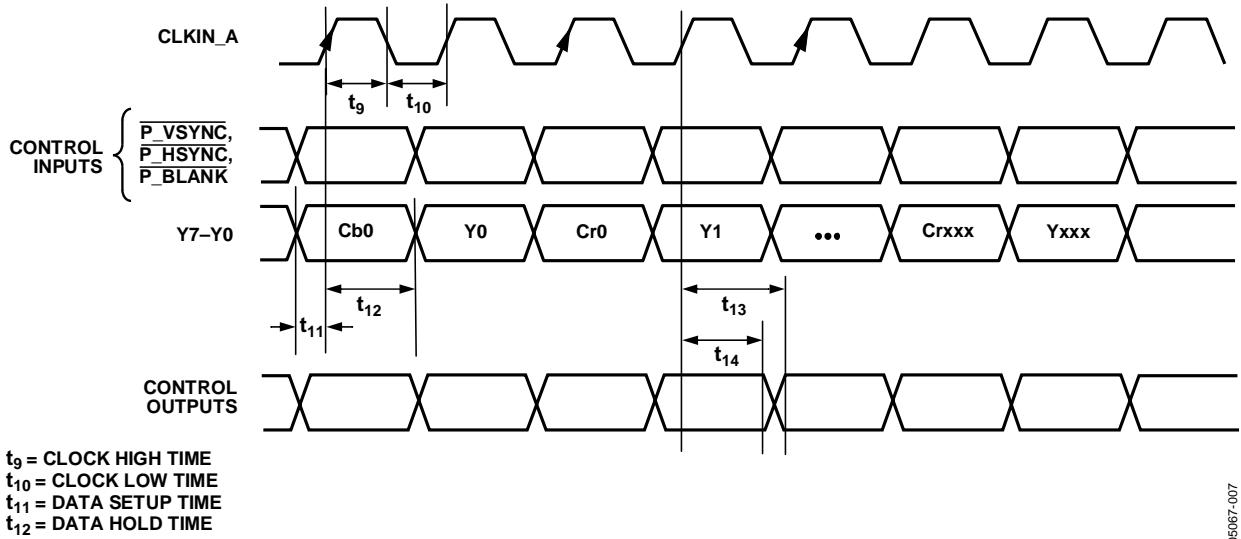 CLKIN_A
t9
t10
CONTROL
INPUTS
P_VSYNC,
P_HSYNC,
P_BLANK
Y7–Y0
Cb0
Y0
Cr0
Y1
•••
Crxxx
Yxxx
t12
t11
t13
t14
CONTROL
OUTPUTS
t9 = CLOCK HIGH TIME
t10 = CLOCK LOW TIME
t11 = DATA SETUP TIME
t12 = DATA HOLD TIME
05067-007